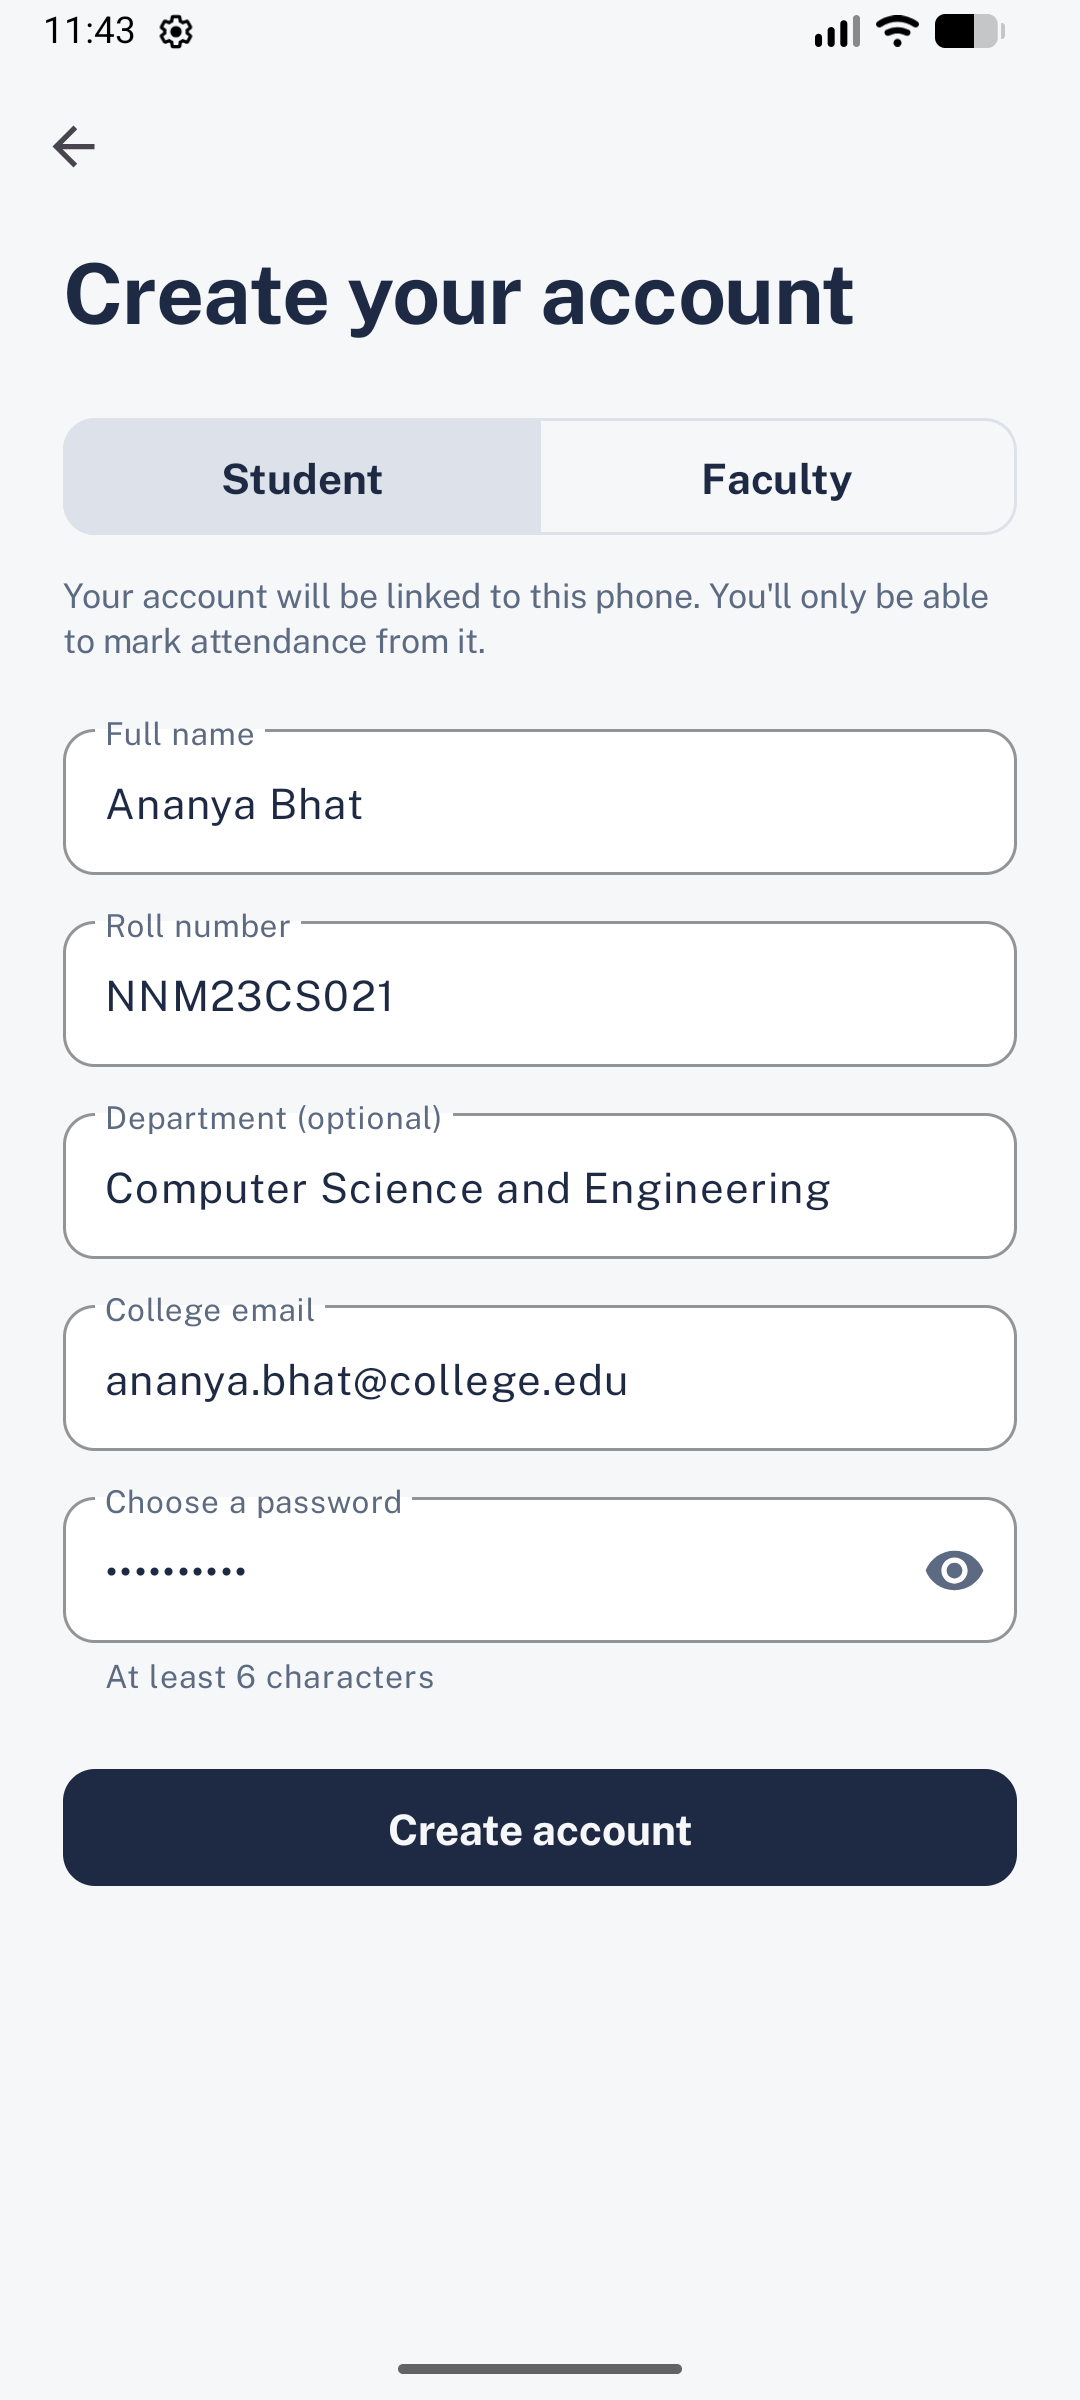 11:43
Create your account
Student
Faculty
Your account will be linked to this phone. You'll only be able
to mark attendance from it.
Full name
Ananya Bhat
Roll number
NNM23CS021
Department (optional)
Computer Science and Engineering
College email
ananya.bhat@college.edu
Choose a password
••••••••••
At least 6 characters
Create account